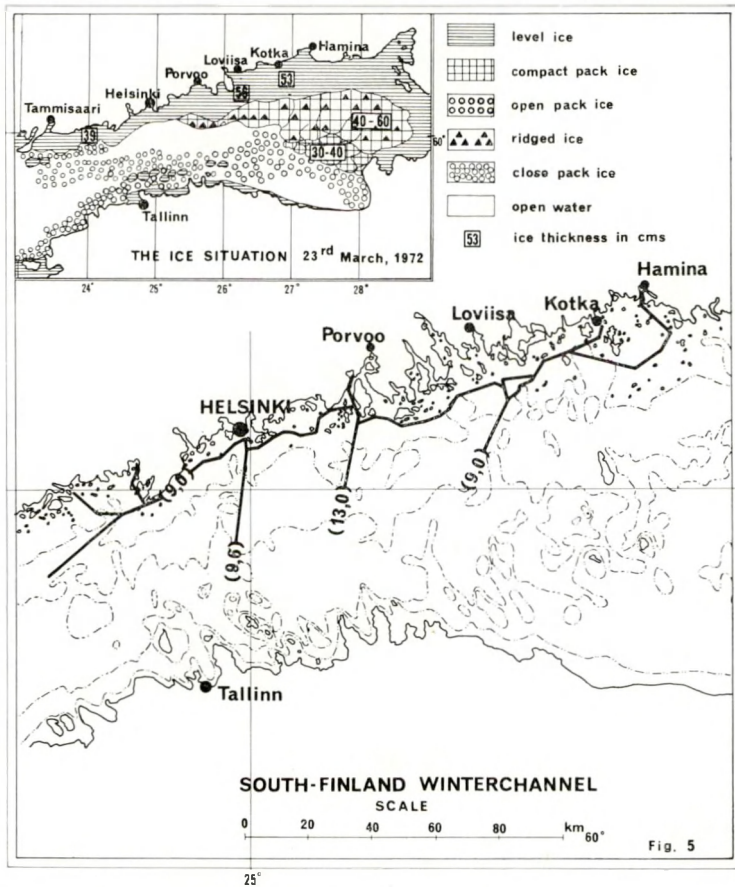 Hamina
Kotka
Loviisa
Porvoo
Helsinki
Tammisaari
53
56
39
40-60
30-40
60°
Tallinn
THE ICE SITUATION 23rd March, 1972
24° 25° 26° 27° 28°
level ice
compact pack ice
open pack ice
ridged ice
close pack ice
open water
53 ice thickness in cms
Hamina
Kotka
Loviisa
Porvoo
HELSINKI
(9,0)
(9,6)
(13,0)
(9,0)
Tallinn
SOUTH-FINLAND WINTERCHANNEL
SCALE
0 20 40 60 80 km
60°
Fig. 5
25°